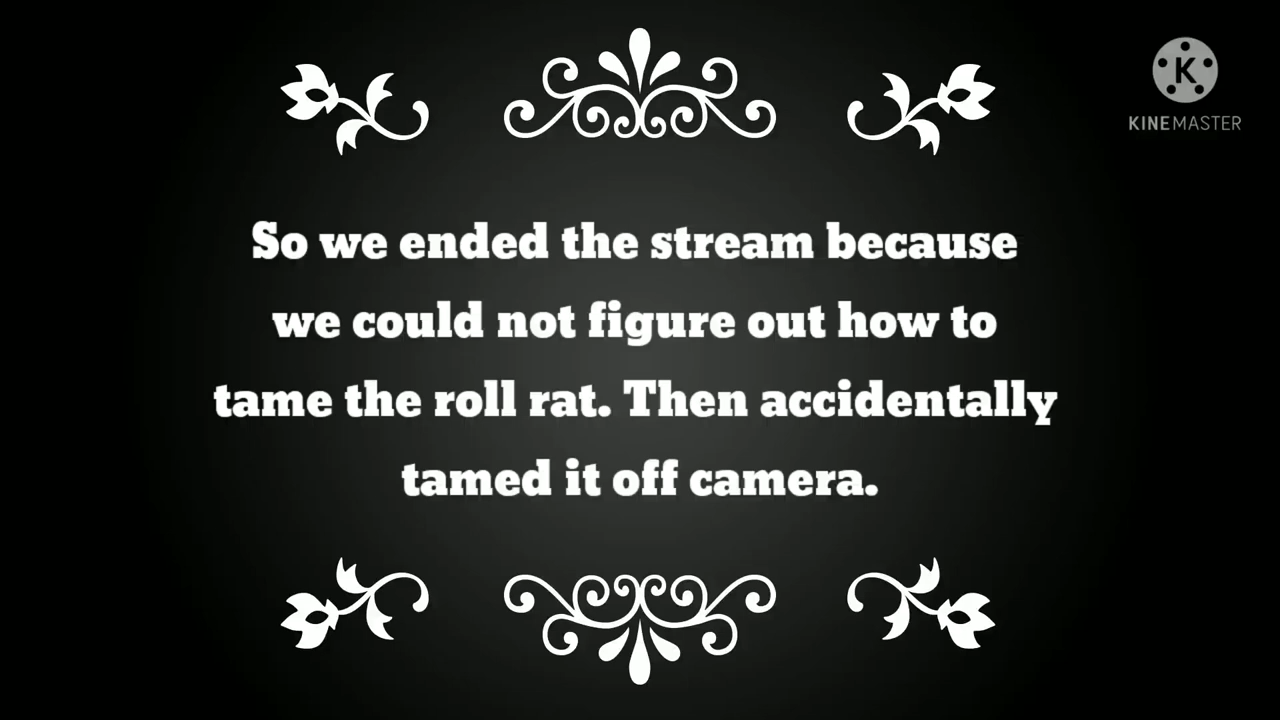 KINEMASTER
So we ended the stream because
we could not figure out how to
tame the roll rat. Then accidentally
tamed it off camera.